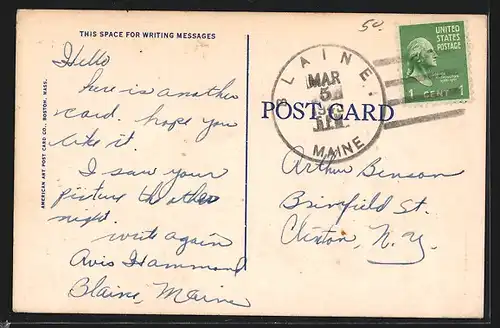 THIS SPACE FOR WRITING MESSAGES
Hello
here is another
card. hope you
like it.
I saw your
picture the other
night.
write again
Avis Hammond
Blaine, Maine
AMERICAN ART POST CARD CO., BOSTON, MASS.
50.
UNITED
STATES
POSTAGE
1 CENT 1
BLAINE,
MAR
5
MAINE
POST CARD
Arthur Benson
Brimfield St.
Clinton, N.Y.